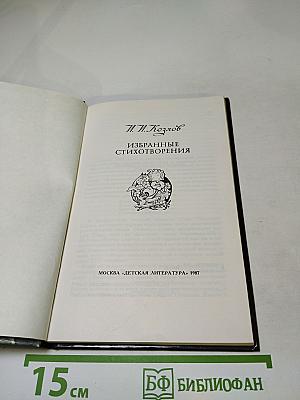 И.И.Козлов
ИЗБРАННЫЕ
СТИХОТВОРЕНИЯ
МОСКВА «ДЕТСКАЯ ЛИТЕРАТУРА» 1987
15 см
БФ БИБЛИОФАН